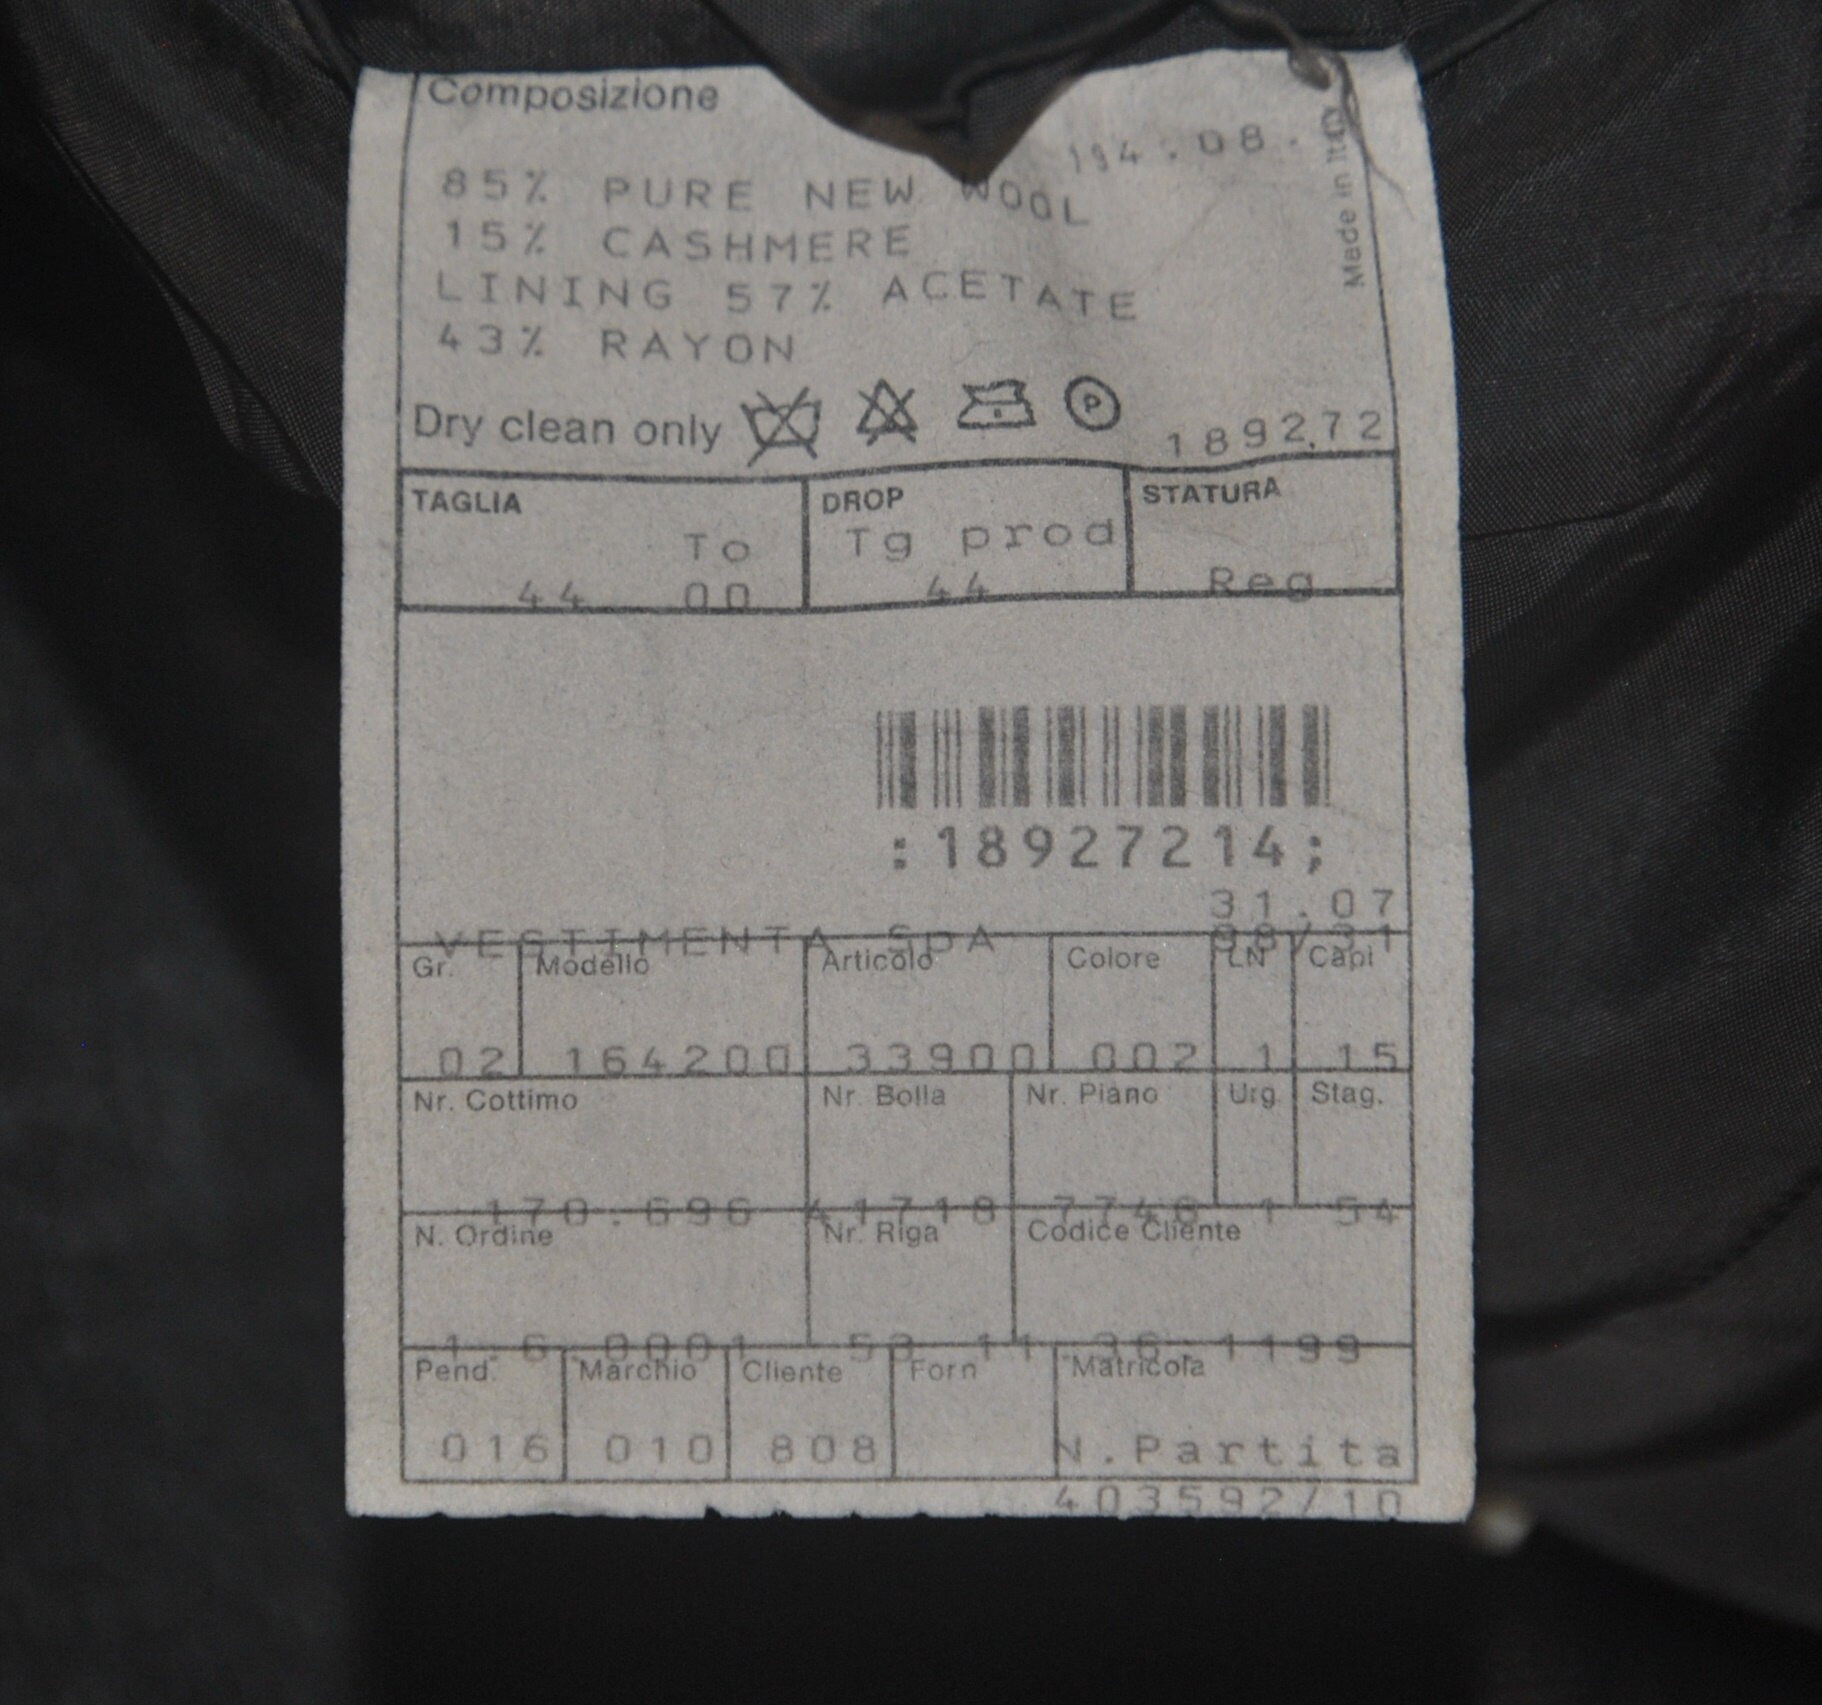 Composizione
194.08.
Made in Italy
85% PURE NEW WOOL
15% CASHMERE
LINING 57% ACETATE
43% RAYON
Dry clean only P 189272
TAGLIA DROP STATURA
To Tg prod
44 00 44 Reg
:18927214;
31.07
VESTIMENTA SpA
Gr. Modello Articolo Colore LN Capi
02 164200 33900 002 1 15
Nr. Cottimo Nr. Bolla Nr. Piano Urg. Stag.
170.696 41718 7746 1 54
N. Ordine Nr. Riga Codice Cliente
Pend. Marchio Cliente Forn Matricola
016 010 808 N.Partita
403592/10